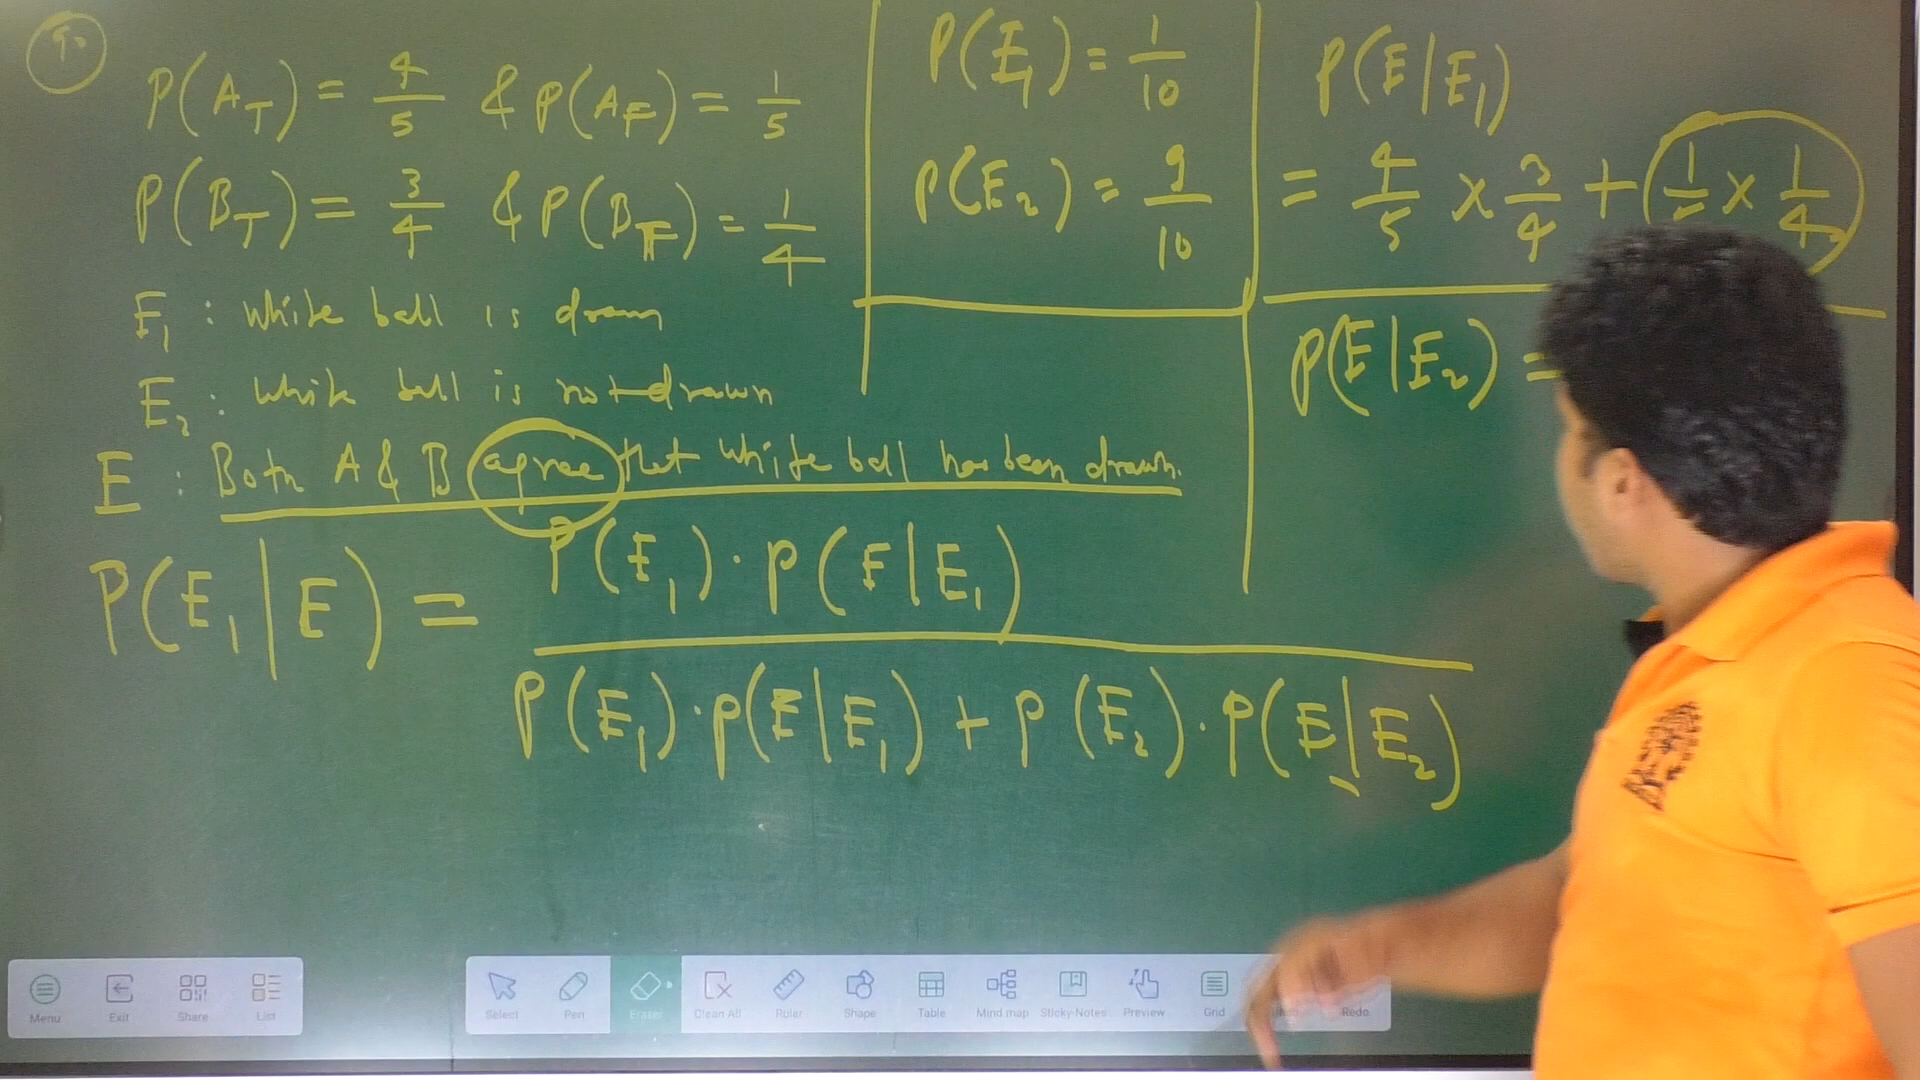 9.
P(A_T) = 4/5 & P(A_F) = 1/5
P(B_T) = 3/4 & P(B_F) = 1/4
E₁ : White ball is drawn
E₂ : White ball is not drawn
E : Both A & B agree that white ball has been drawn.
P(E₁|E) = P(E₁) · P(E|E₁) / P(E₁) · P(E|E₁) + P(E₂) · P(E|E₂)
P(E₁) = 1/10
P(E₂) = 9/10
P(E|E₁)
= 4/5 × 3/4 + 1/5 × 1/4
P(E|E₂) =
Menu Exit Share List
Select Pen Eraser Clean All Ruler Shape Table Mind map Sticky-Notes Preview Grid Redo